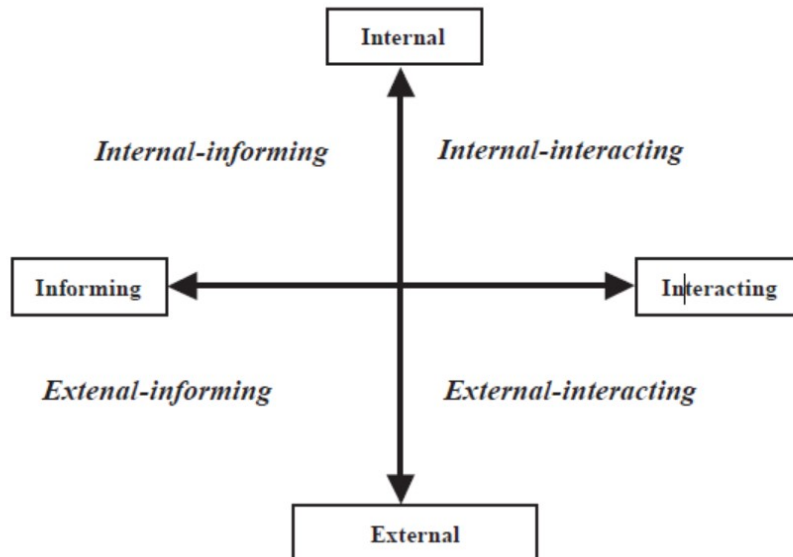 Internal
Internal-informing Internal-interacting
Informing Interacting
Extenal-informing External-interacting
External